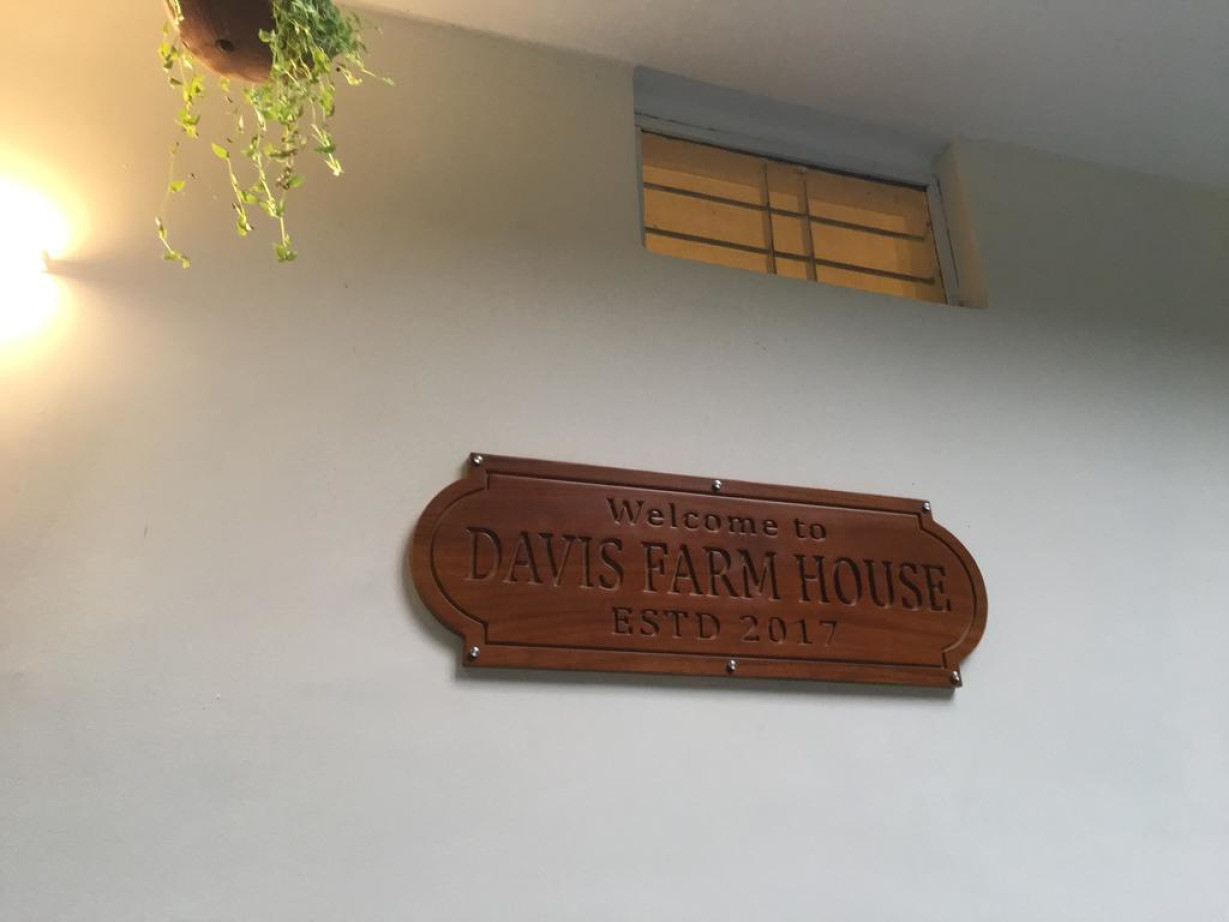 Welcome to
DAVIS FARM HOUSE
ESTD 2017